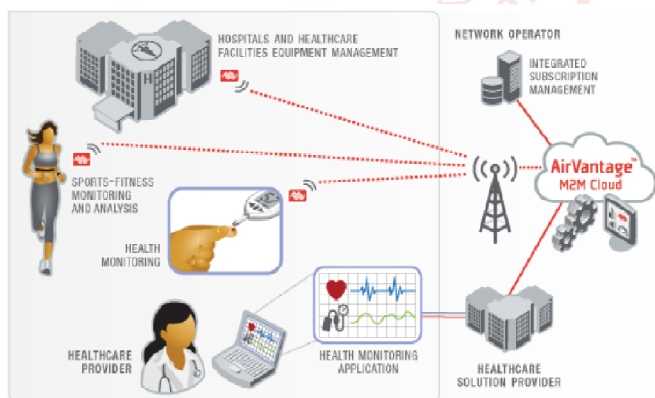 HOSPITALS AND HEALTHCARE
FACILITIES EQUIPMENT MANAGEMENT
NETWORK OPERATOR
INTEGRATED
SUBSCRIPTION
MANAGEMENT
H
AirVantage™
M2M Cloud
SPORTS-FITNESS
MONITORING
AND ANALYSIS
HEALTH
MONITORING
HEALTHCARE
PROVIDER
HEALTH MONITORING
APPLICATION
HEALTHCARE
SOLUTION PROVIDER